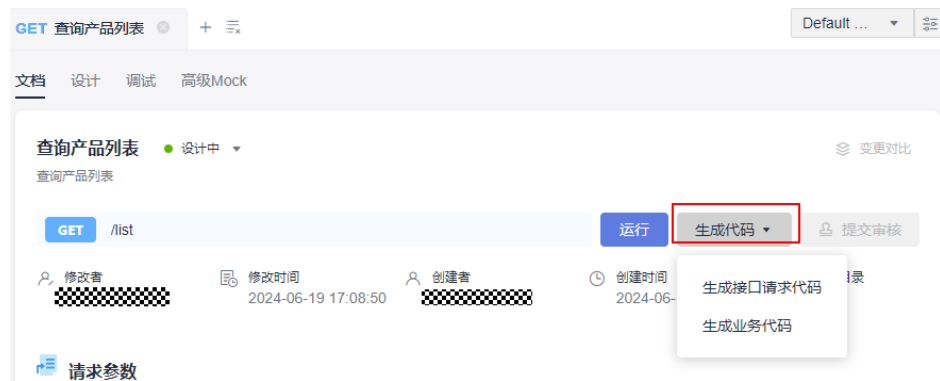 GET 查询产品列表
Default ...
文档 设计 调试 高级Mock
查询产品列表 设计中
变更对比
查询产品列表
GET /list 运行 生成代码 提交审核
修改者 修改时间 创建者 创建时间 录
2024-06-19 17:08:50 2024-06-
生成接口请求代码
生成业务代码
请求参数